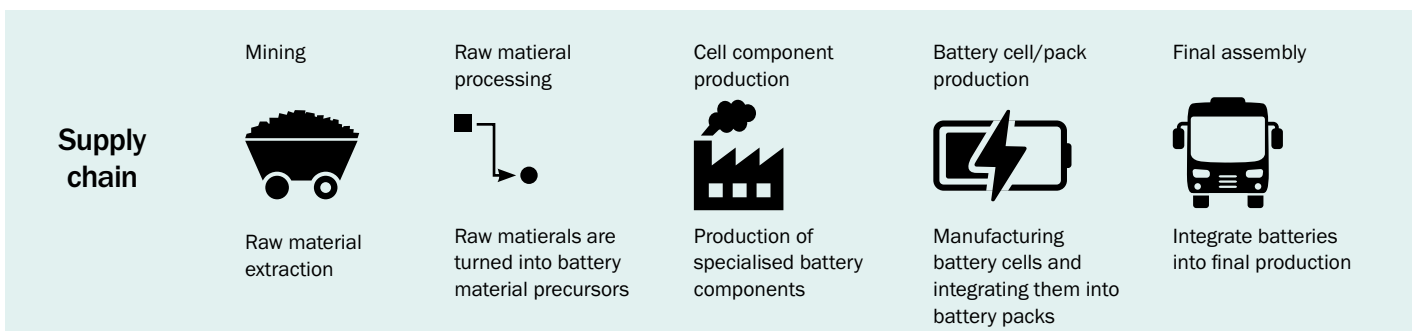 Supply
chain
Mining
Raw material
extraction
Raw matieral
processing
Raw matierals are
turned into battery
material precursors
Cell component
production
Production of
specialised battery
components
Battery cell/pack
production
Manufacturing
battery cells and
integrating them into
battery packs
Final assembly
Integrate batteries
into final production